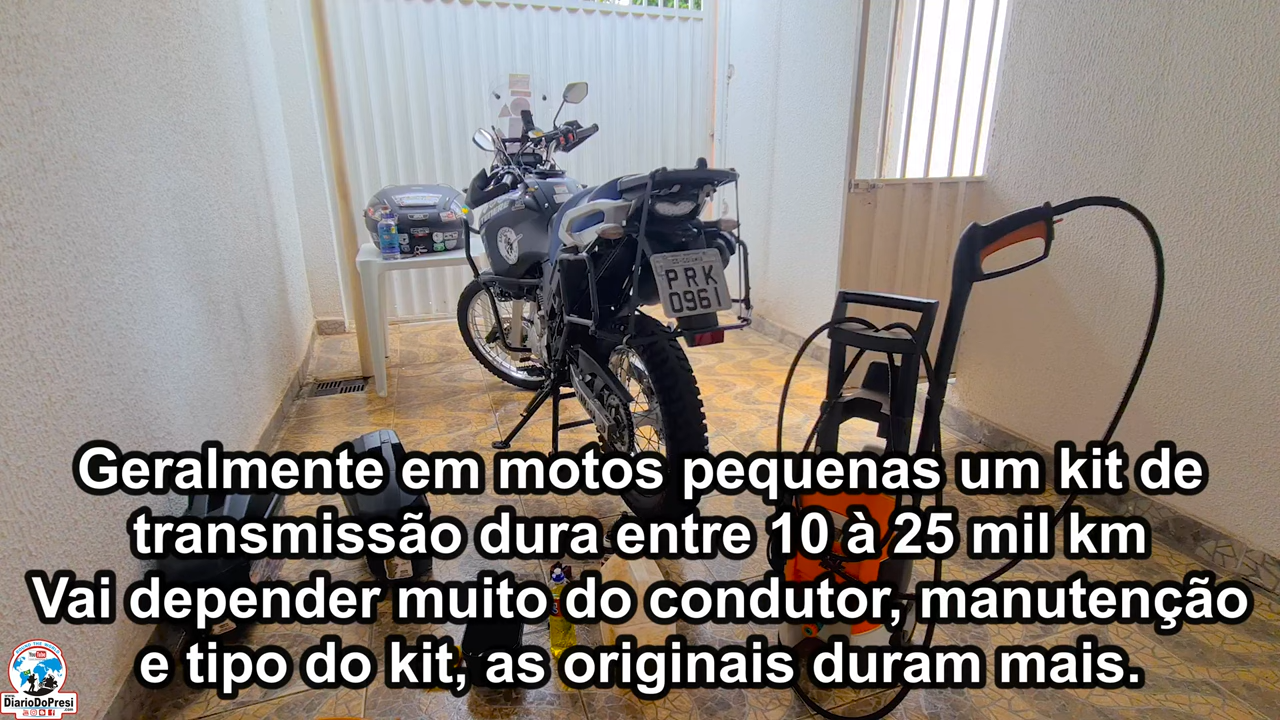 PRK
0961
Geralmente em motos pequenas um kit de
transmissão dura entre 10 à 25 mil km
Vai depender muito do condutor, manutenção
e tipo do kit, as originais duram mais.
DiarioDoPresi
.com